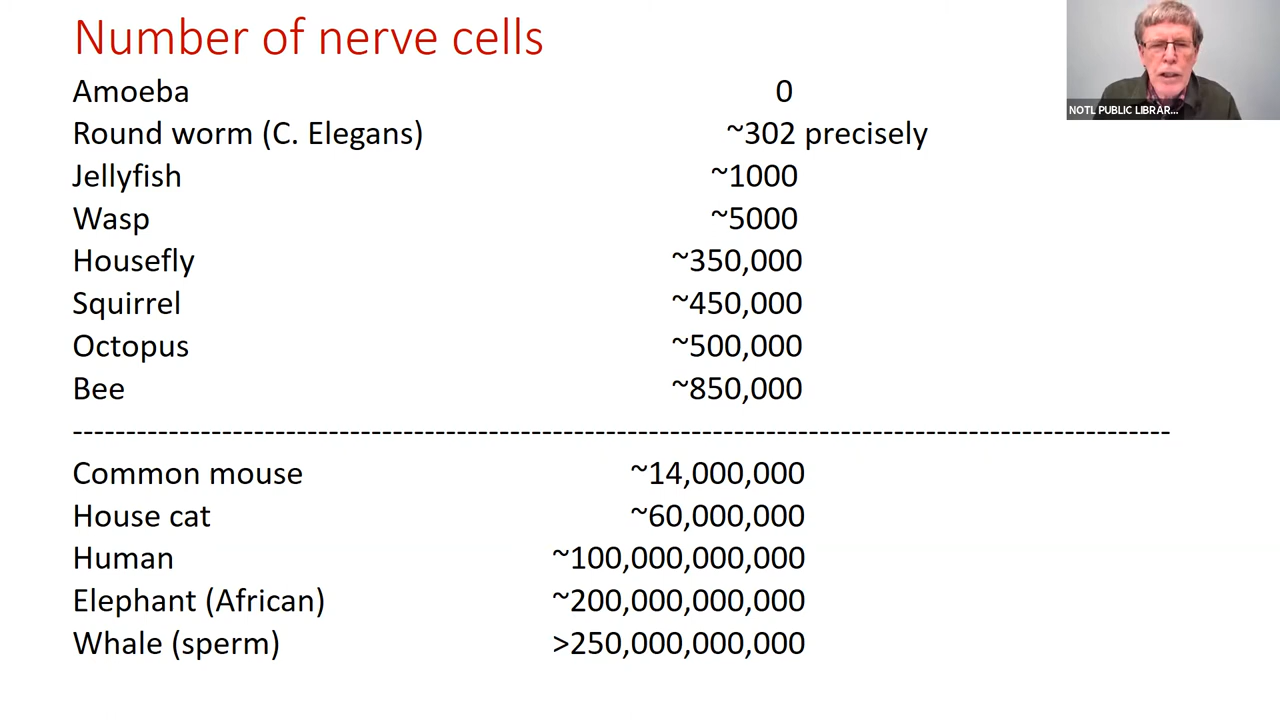 Number of nerve cells
Amoeba 0
Round worm (C. Elegans) ~302 precisely
Jellyfish ~1000
Wasp ~5000
Housefly ~350,000
Squirrel ~450,000
Octopus ~500,000
Bee ~850,000
---------------------------------------------------------------------------------------------------
Common mouse ~14,000,000
House cat ~60,000,000
Human ~100,000,000,000
Elephant (African) ~200,000,000,000
Whale (sperm) >250,000,000,000
NOTL PUBLIC LIBRAR...